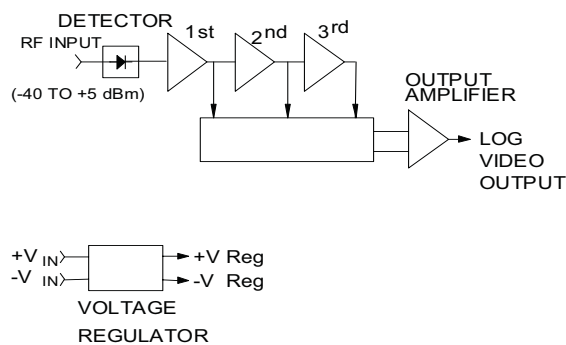 DETECTOR
RF INPUT
(-40 TO +5 dBm)
1st
2nd
3rd
OUTPUT
AMPLIFIER
LOG
VIDEO
OUTPUT
+V IN
+V Reg
-V IN
-V Reg
VOLTAGE
REGULATOR